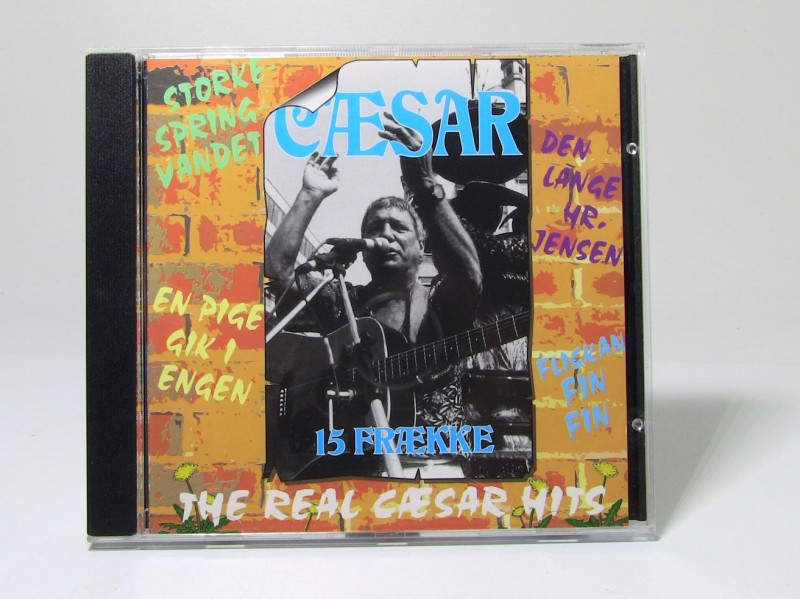 STORKE
SPRING
VANDET
CÆSAR
DEN
LANGE
HR.
JENSEN
EN PIGE
GIK I
ENGEN
FLICKAN
FIN
FIN
15 FRÆKKE
THE REAL CÆSAR HITS